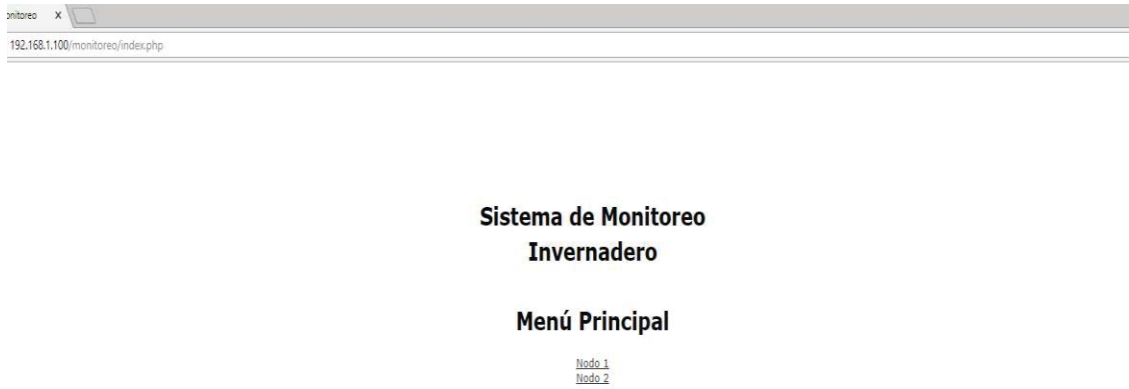 onitoreo X
192.168.1.100/monitoreo/index.php
Sistema de Monitoreo
Invernadero
Menú Principal
Nodo 1
Nodo 2